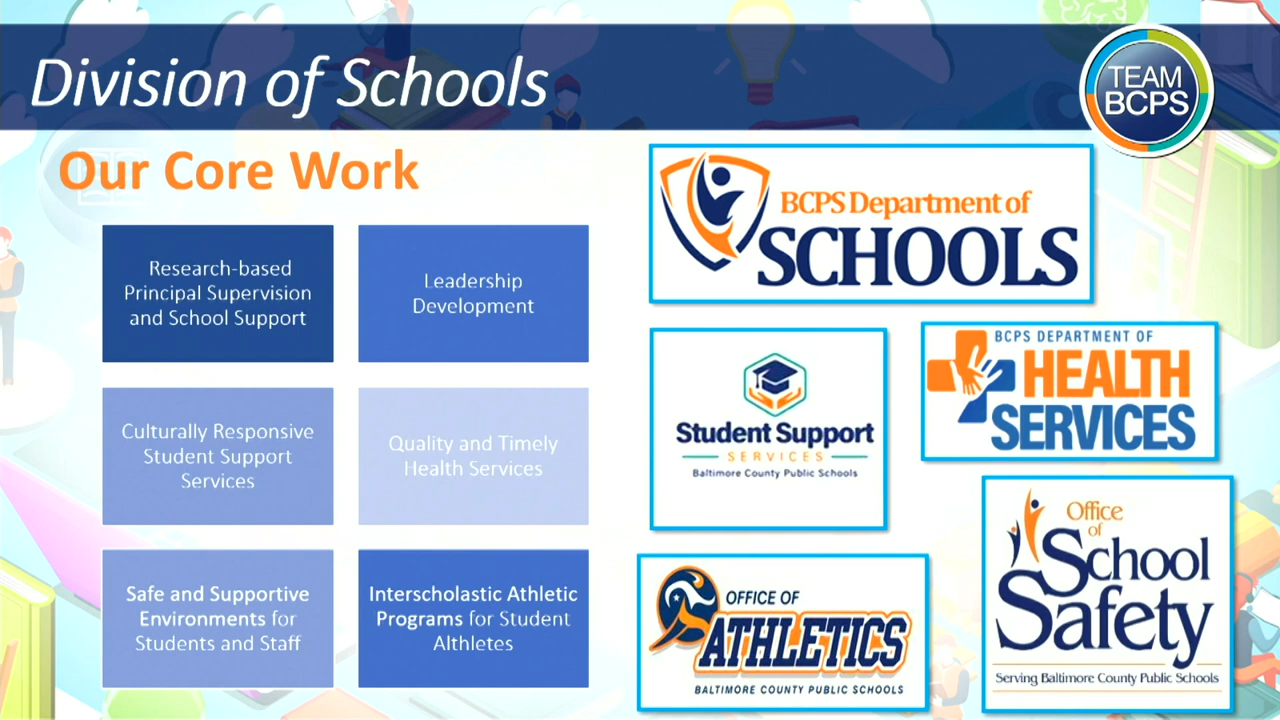 Division of Schools
TEAM
BCPS
Our Core Work
Research-based
Principal Supervision
and School Support
Leadership
Development
Culturally Responsive
Student Support
Services
Quality and Timely
Health Services
Safe and Supportive
Environments for
Students and Staff
Interscholastic Athletic
Programs for Student
Althletes
BCPS Department of
SCHOOLS
Student Support
SERVICES
Baltimore County Public Schools
BCPS DEPARTMENT OF
HEALTH
SERVICES
OFFICE OF
ATHLETICS
BALTIMORE COUNTY PUBLIC SCHOOLS
Office
of
School
Safety
Serving Baltimore County Public Schools